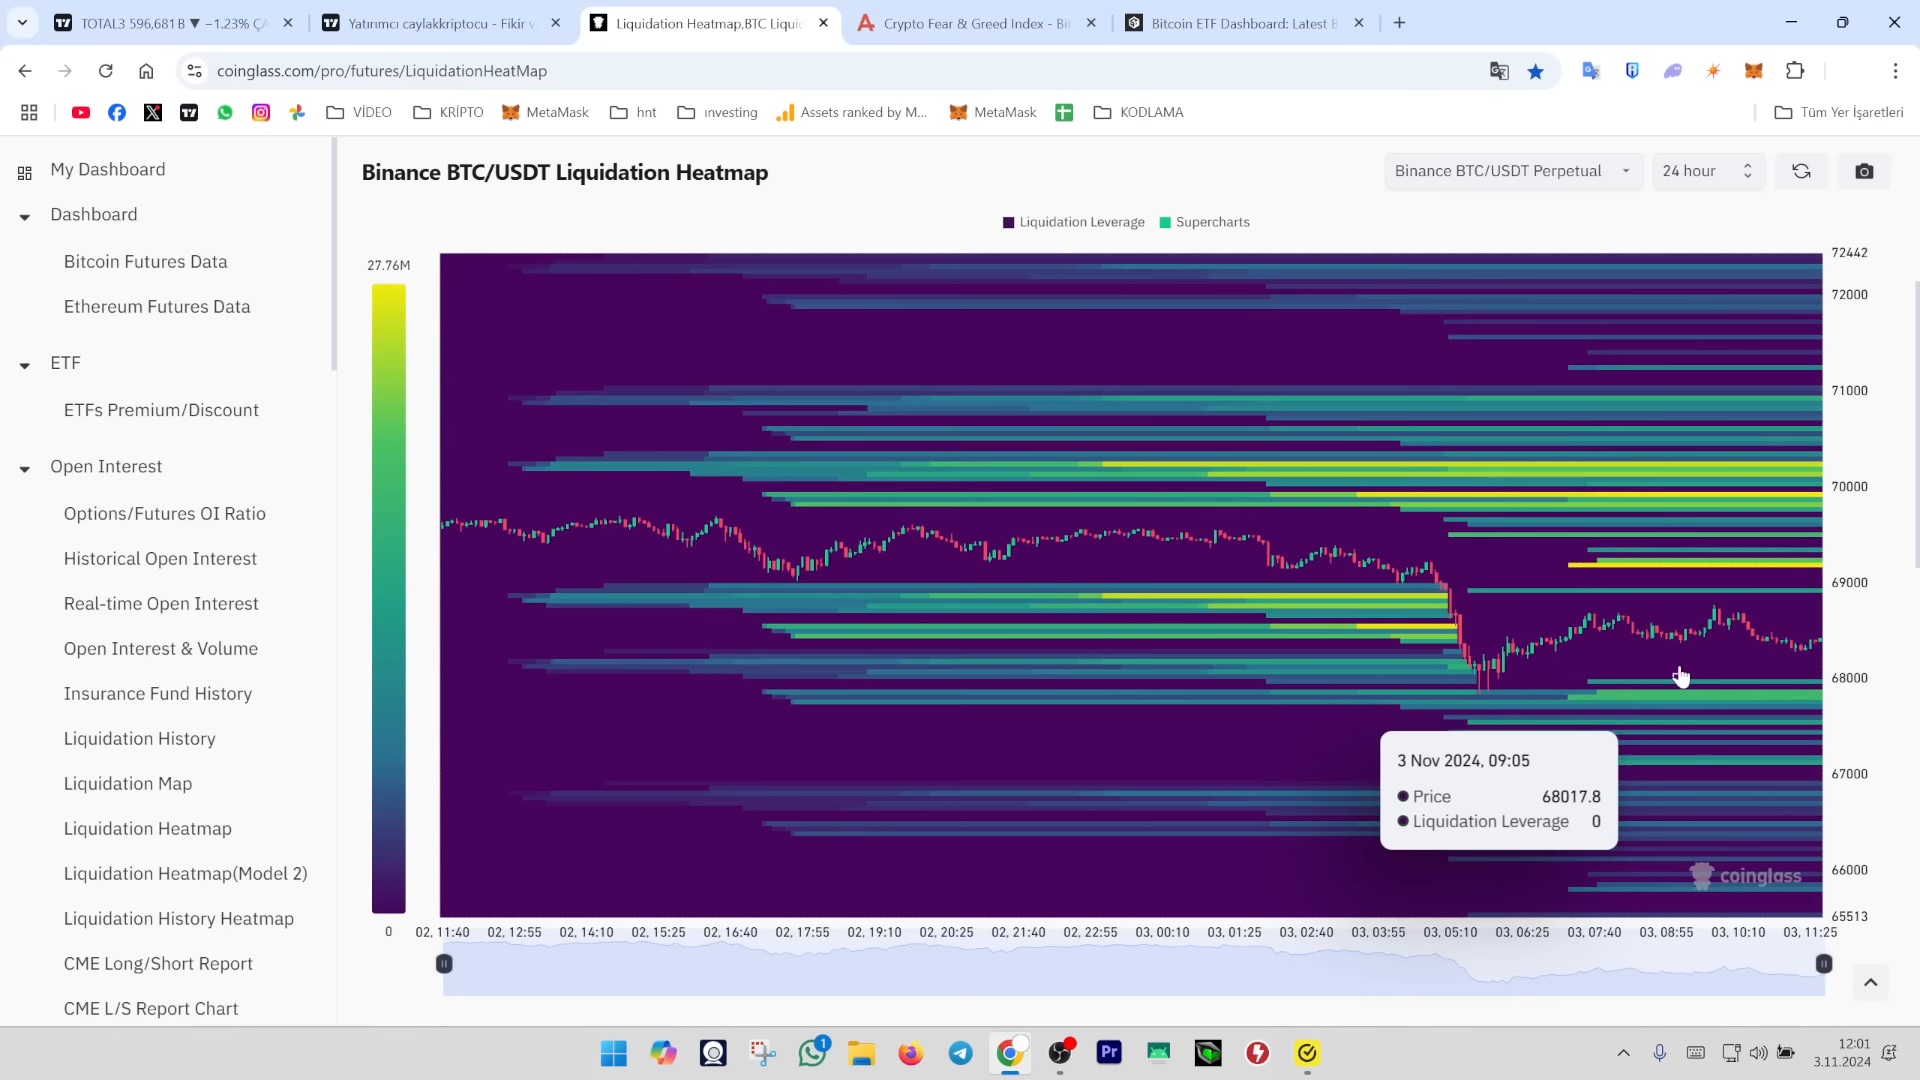 TOTAL3 596,681 B ▼ −1.23% ÇA
Yatırımcı caylakkriptocu - Fikir v
Liquidation Heatmap,BTC Liquid
Crypto Fear & Greed Index - Bit
Bitcoin ETF Dashboard: Latest B
coinglass.com/pro/futures/LiquidationHeatMap
VİDEO
KRİPTO
MetaMask
hnt
ınvesting
Assets ranked by M...
MetaMask
KODLAMA
Tüm Yer İşaretleri
My Dashboard
Dashboard
Bitcoin Futures Data
Ethereum Futures Data
ETF
ETFs Premium/Discount
Open Interest
Options/Futures OI Ratio
Historical Open Interest
Real-time Open Interest
Open Interest & Volume
Insurance Fund History
Liquidation History
Liquidation Map
Liquidation Heatmap
Liquidation Heatmap(Model 2)
Liquidation History Heatmap
CME Long/Short Report
CME L/S Report Chart
Binance BTC/USDT Liquidation Heatmap
Binance BTC/USDT Perpetual
24 hour
Liquidation Leverage
Supercharts
27.76M
0
72442
72000
71000
70000
69000
68000
67000
66000
65513
3 Nov 2024, 09:05
Price 68017.8
Liquidation Leverage 0
coinglass
02, 11:40 02, 12:55 02, 14:10 02, 15:25 02, 16:40 02, 17:55 02, 19:10 02, 20:25 02, 21:40 02, 22:55 03, 00:10 03, 01:25 03, 02:40 03, 03:55 03, 05:10 03, 06:25 03, 07:40 03, 08:55 03, 10:10 03, 11:25
1
Pr
12:01
3.11.2024